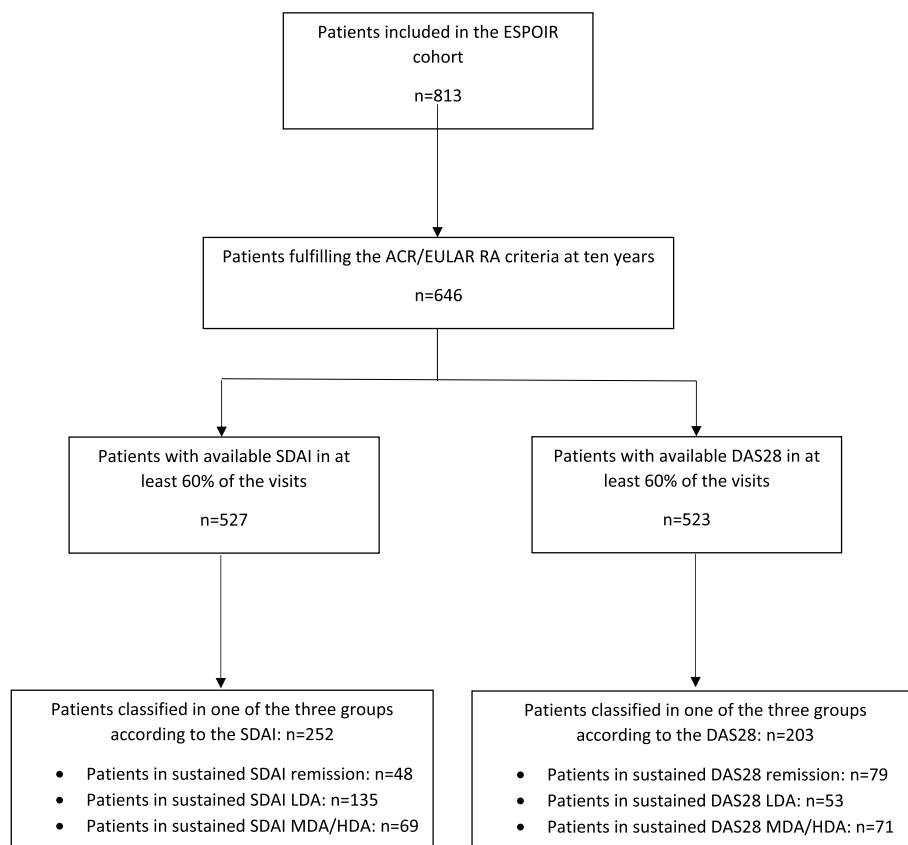 Patients included in the ESPOIR
cohort
n=813
Patients fulfilling the ACR/EULAR RA criteria at ten years
n=646
Patients with available SDAI in at
least 60% of the visits
n=527
Patients with available DAS28 in at
least 60% of the visits
n=523
Patients classified in one of the three groups
according to the SDAI: n=252
• Patients in sustained SDAI remission: n=48
• Patients in sustained SDAI LDA: n=135
• Patients in sustained SDAI MDA/HDA: n=69
Patients classified in one of the three groups
according to the DAS28: n=203
• Patients in sustained DAS28 remission: n=79
• Patients in sustained DAS28 LDA: n=53
• Patients in sustained DAS28 MDA/HDA: n=71